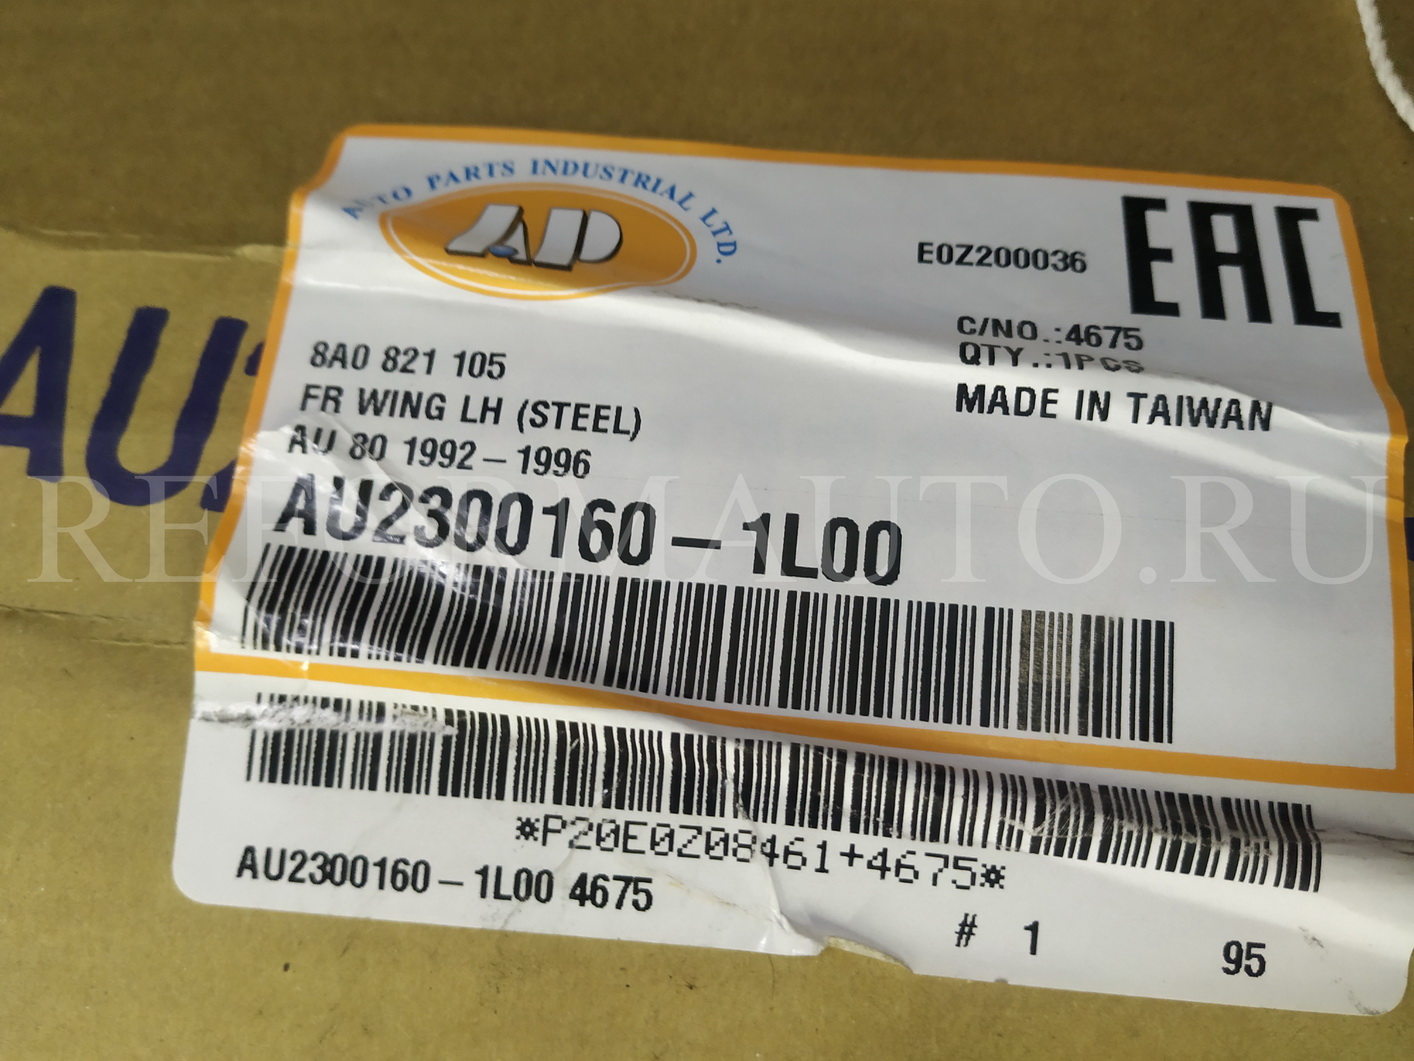 AUTO PARTS INDUSTRIAL LTD.
AP
EAC
E0Z200036
C/NO.:4675
QTY.:1PCS
MADE IN TAIWAN
8A0 821 105
FR WING LH (STEEL)
AU 80 1992-1996
AU2300160-1L00
*P20E0Z08461+4675*
AU2300160-1L00 4675
# 1
95
AU2
REFORMAUTO.RU